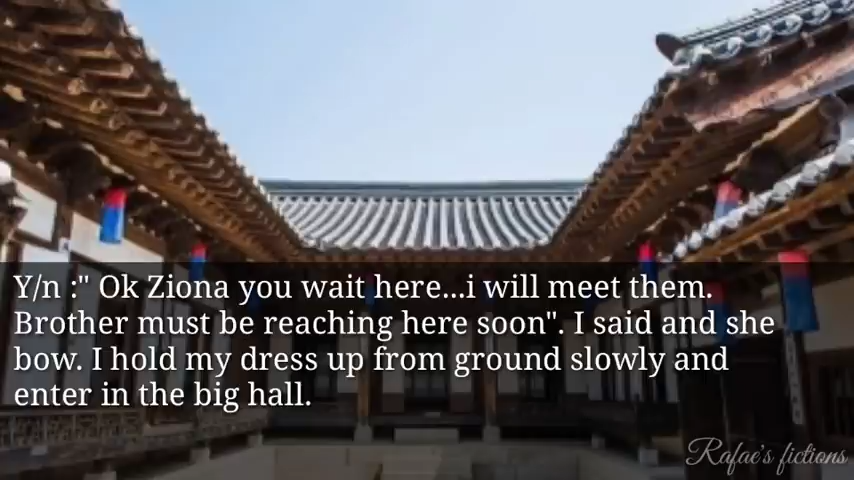 Y/n :" Ok Ziona you wait here...i will meet them.
Brother must be reaching here soon". I said and she
bow. I hold my dress up from ground slowly and
enter in the big hall.
Rafae's fictions